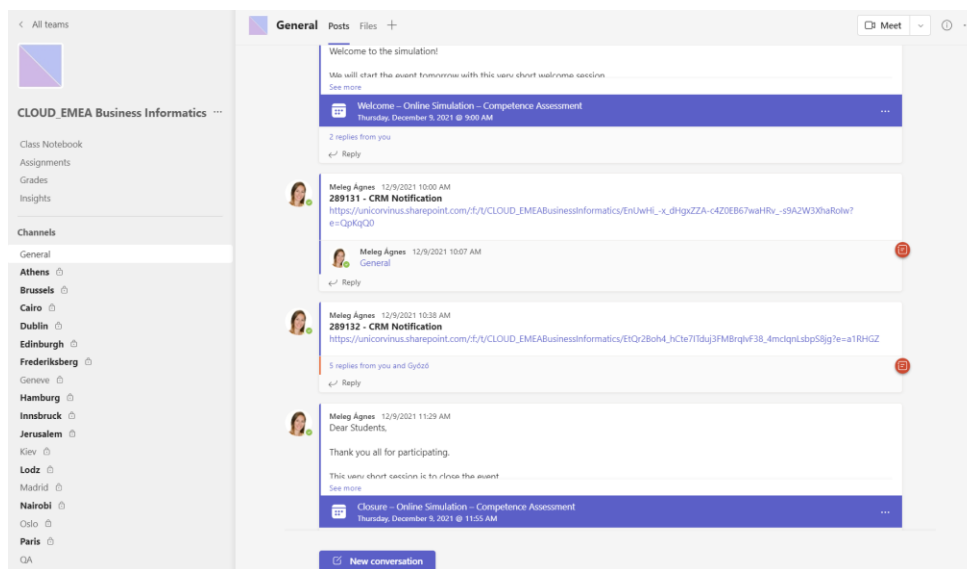 All teams
CLOUD_EMEA Business Informatics ...
Class Notebook
Assignments
Grades
Insights
Channels
General
Athens
Brussels
Cairo
Dublin
Edinburgh
Frederiksberg
Geneve
Hamburg
Innsbruck
Jerusalem
Kiev
Lodz
Madrid
Nairobi
Oslo
Paris
QA
General Posts Files +
Meet
Welcome to the simulation!
We will start the event tomorrow with this very short welcome session
See more
Welcome – Online Simulation – Competence Assessment
Thursday, December 9, 2021 @ 9:00 AM
2 replies from you
Reply
Meleg Ágnes 12/9/2021 10:00 AM
289131 - CRM Notification
https://unicorvinus.sharepoint.com/:f:/t/CLOUD_EMEABusinessInformatics/EnUwHi_-x_dHgxZZA-c4Z0EB67waHRv_-s9A2W3XhaRolw?
e=QpKqQ0
Meleg Ágnes 12/9/2021 10:07 AM
General
Reply
Meleg Ágnes 12/9/2021 10:38 AM
289132 - CRM Notification
https://unicorvinus.sharepoint.com/:f:/t/CLOUD_EMEABusinessInformatics/EtQr2Boh4_hCte7ITduj3FMBrqlvF38_4mclqnLsbpS8jg?e=a1RHGZ
5 replies from you and Győző
Reply
Meleg Ágnes 12/9/2021 11:29 AM
Dear Students,
Thank you all for participating.
This very short session is to close the event
See more
Closure – Online Simulation – Competence Assessment
Thursday, December 9, 2021 @ 11:55 AM
New conversation